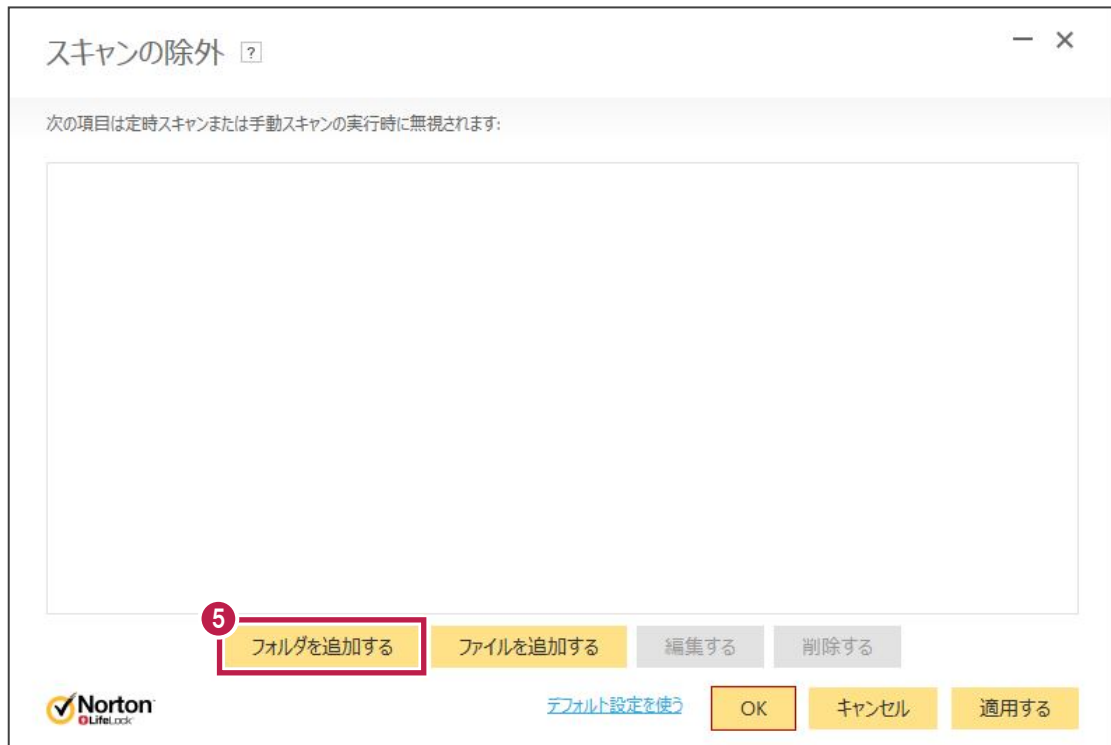 スキャンの除外 ?
次の項目は定時スキャンまたは手動スキャンの実行時に無視されます:
5
フォルダを追加する ファイルを追加する 編集する 削除する
Norton
LifeLock
デフォルト設定を使う OK キャンセル 適用する